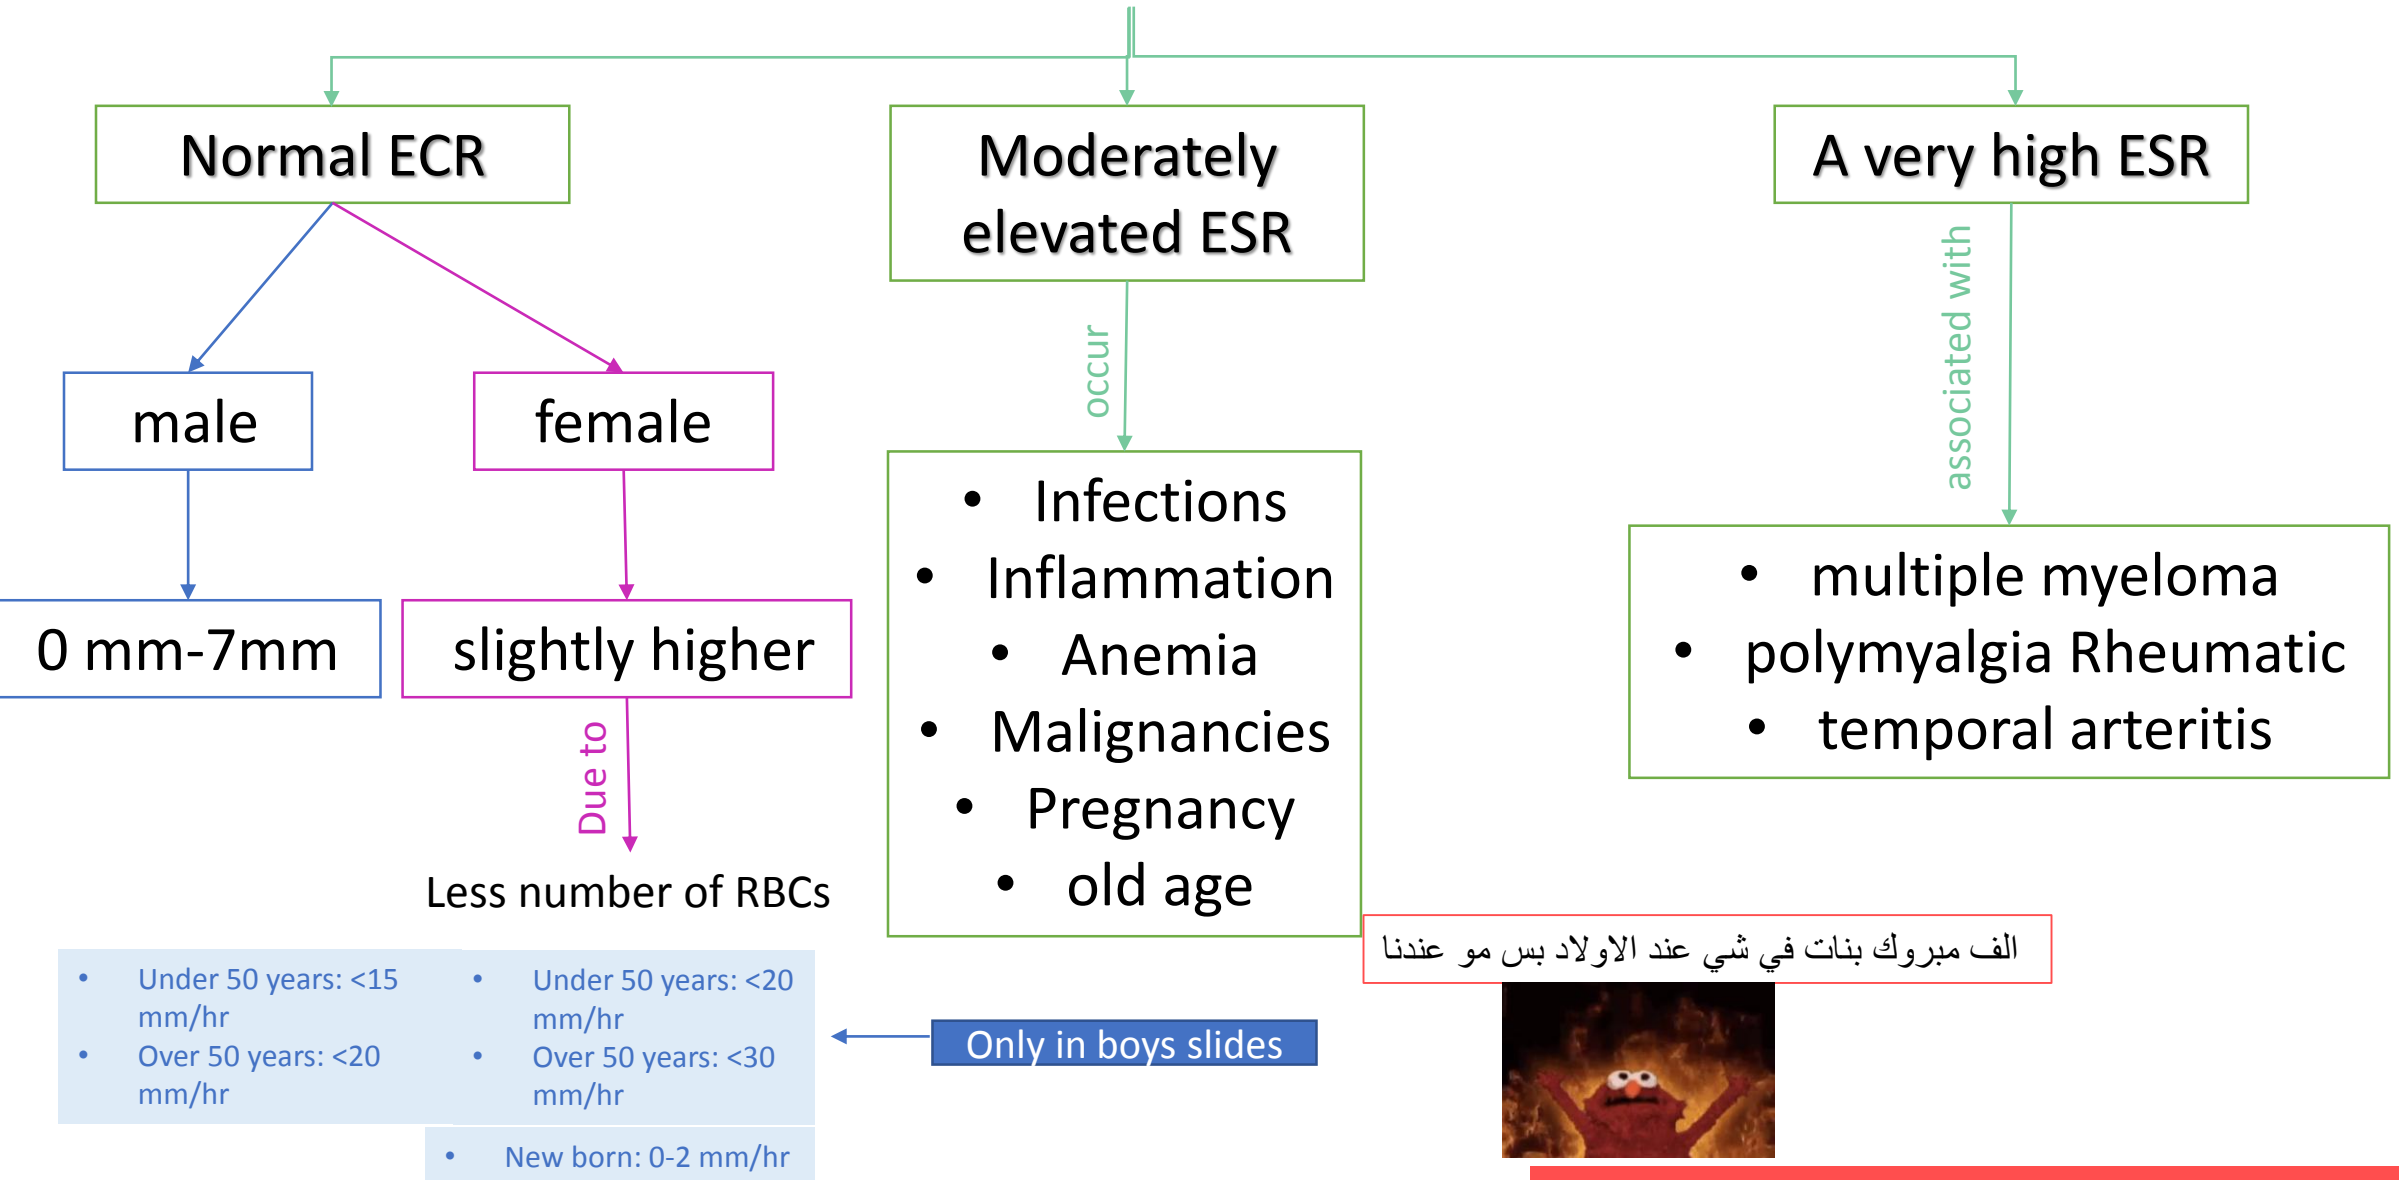 Normal ECR
male
0 mm-7mm
female
slightly higher
Due to
Less number of RBCs
• Under 50 years: <15
mm/hr
• Over 50 years: <20
mm/hr
• Under 50 years: <20
mm/hr
• Over 50 years: <30
mm/hr
• New born: 0-2 mm/hr
Only in boys slides
Moderately
elevated ESR
occur
• Infections
• Inflammation
• Anemia
• Malignancies
• Pregnancy
• old age
A very high ESR
associated with
• multiple myeloma
• polymyalgia Rheumatic
• temporal arteritis
الف مبروك بنات في شي عند الاولاد بس مو عندنا